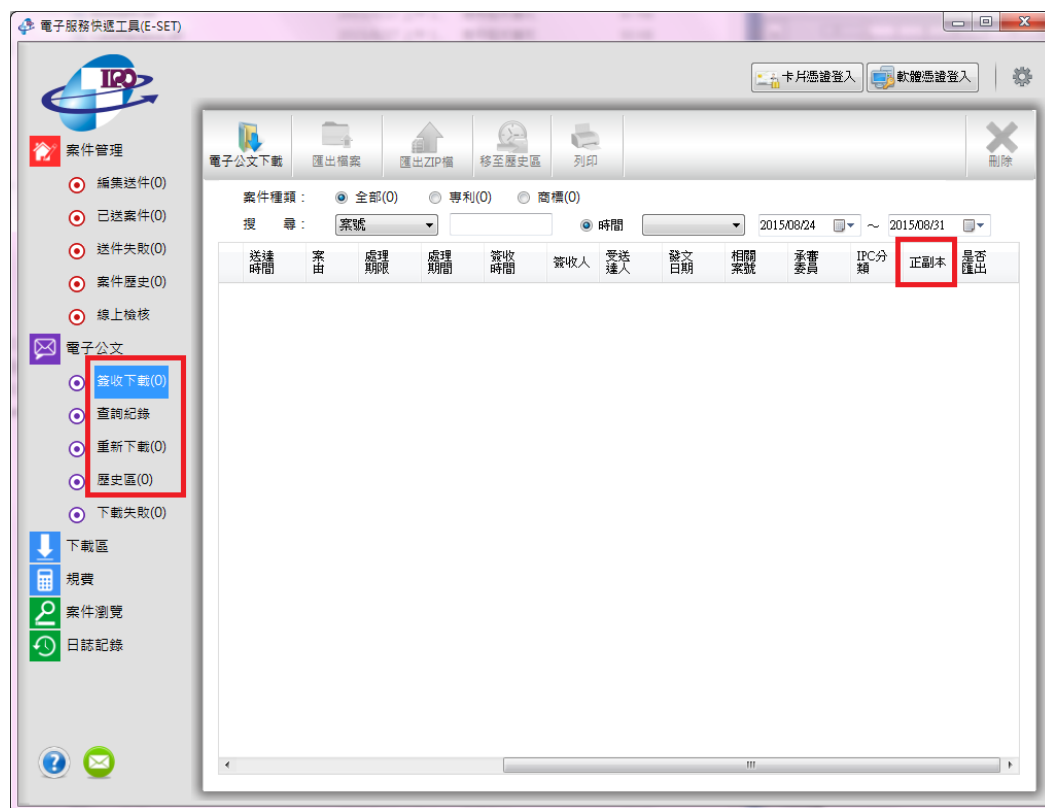 電子服務快遞工具(E-SET)
IPO
卡片憑證登入 軟體憑證登入
案件管理
編集送件(0)
已送案件(0)
送件失敗(0)
案件歷史(0)
線上檢核
電子公文
簽收下載(0)
查詢紀錄
重新下載(0)
歷史區(0)
下載失敗(0)
下載區
規費
案件瀏覽
日誌記錄
電子公文下載 匯出檔案 匯出ZIP檔 移至歷史區 列印 刪除
案件種類： 全部(0) 專利(0) 商標(0)
搜 尋： 案號 時間 2015/08/24 ～ 2015/08/31
送達時間 案由 處理期限 處理期間 簽收時間 簽收人 受送達人 發文日期 相關案號 承審委員 IPC分類 正副本 是否匯出